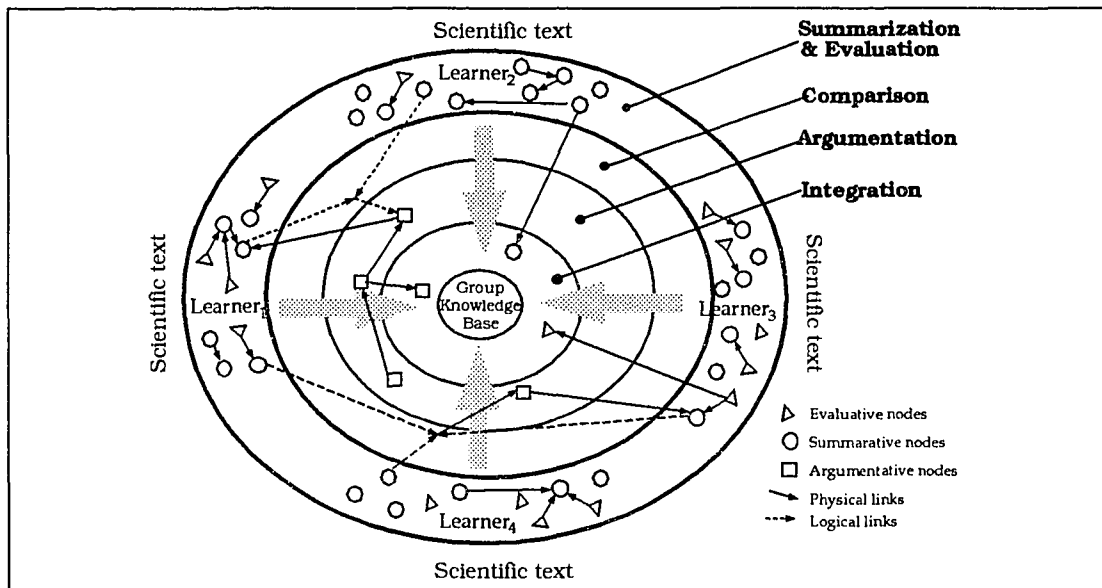 Scientific text
Summarization
& Evaluation
Learner2
Comparison
Argumentation
Integration
Scientific text
Scientific text
Group
Knowledge
Base
Learner1
Learner3
Evaluative nodes
Summarative nodes
Argumentative nodes
Physical links
Logical links
Learner4
Scientific text